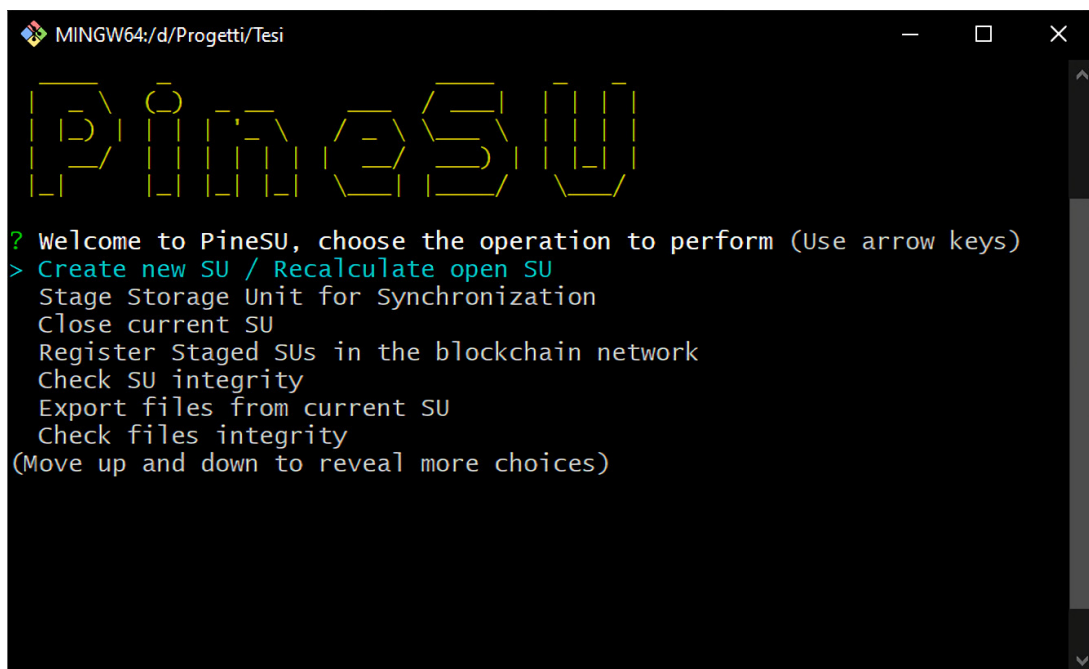 MINGW64:/d/Progetti/Tesi
PineSU
? Welcome to PineSU, choose the operation to perform (Use arrow keys)
> Create new SU / Recalculate open SU
Stage Storage Unit for Synchronization
Close current SU
Register Staged SUs in the blockchain network
Check SU integrity
Export files from current SU
Check files integrity
(Move up and down to reveal more choices)